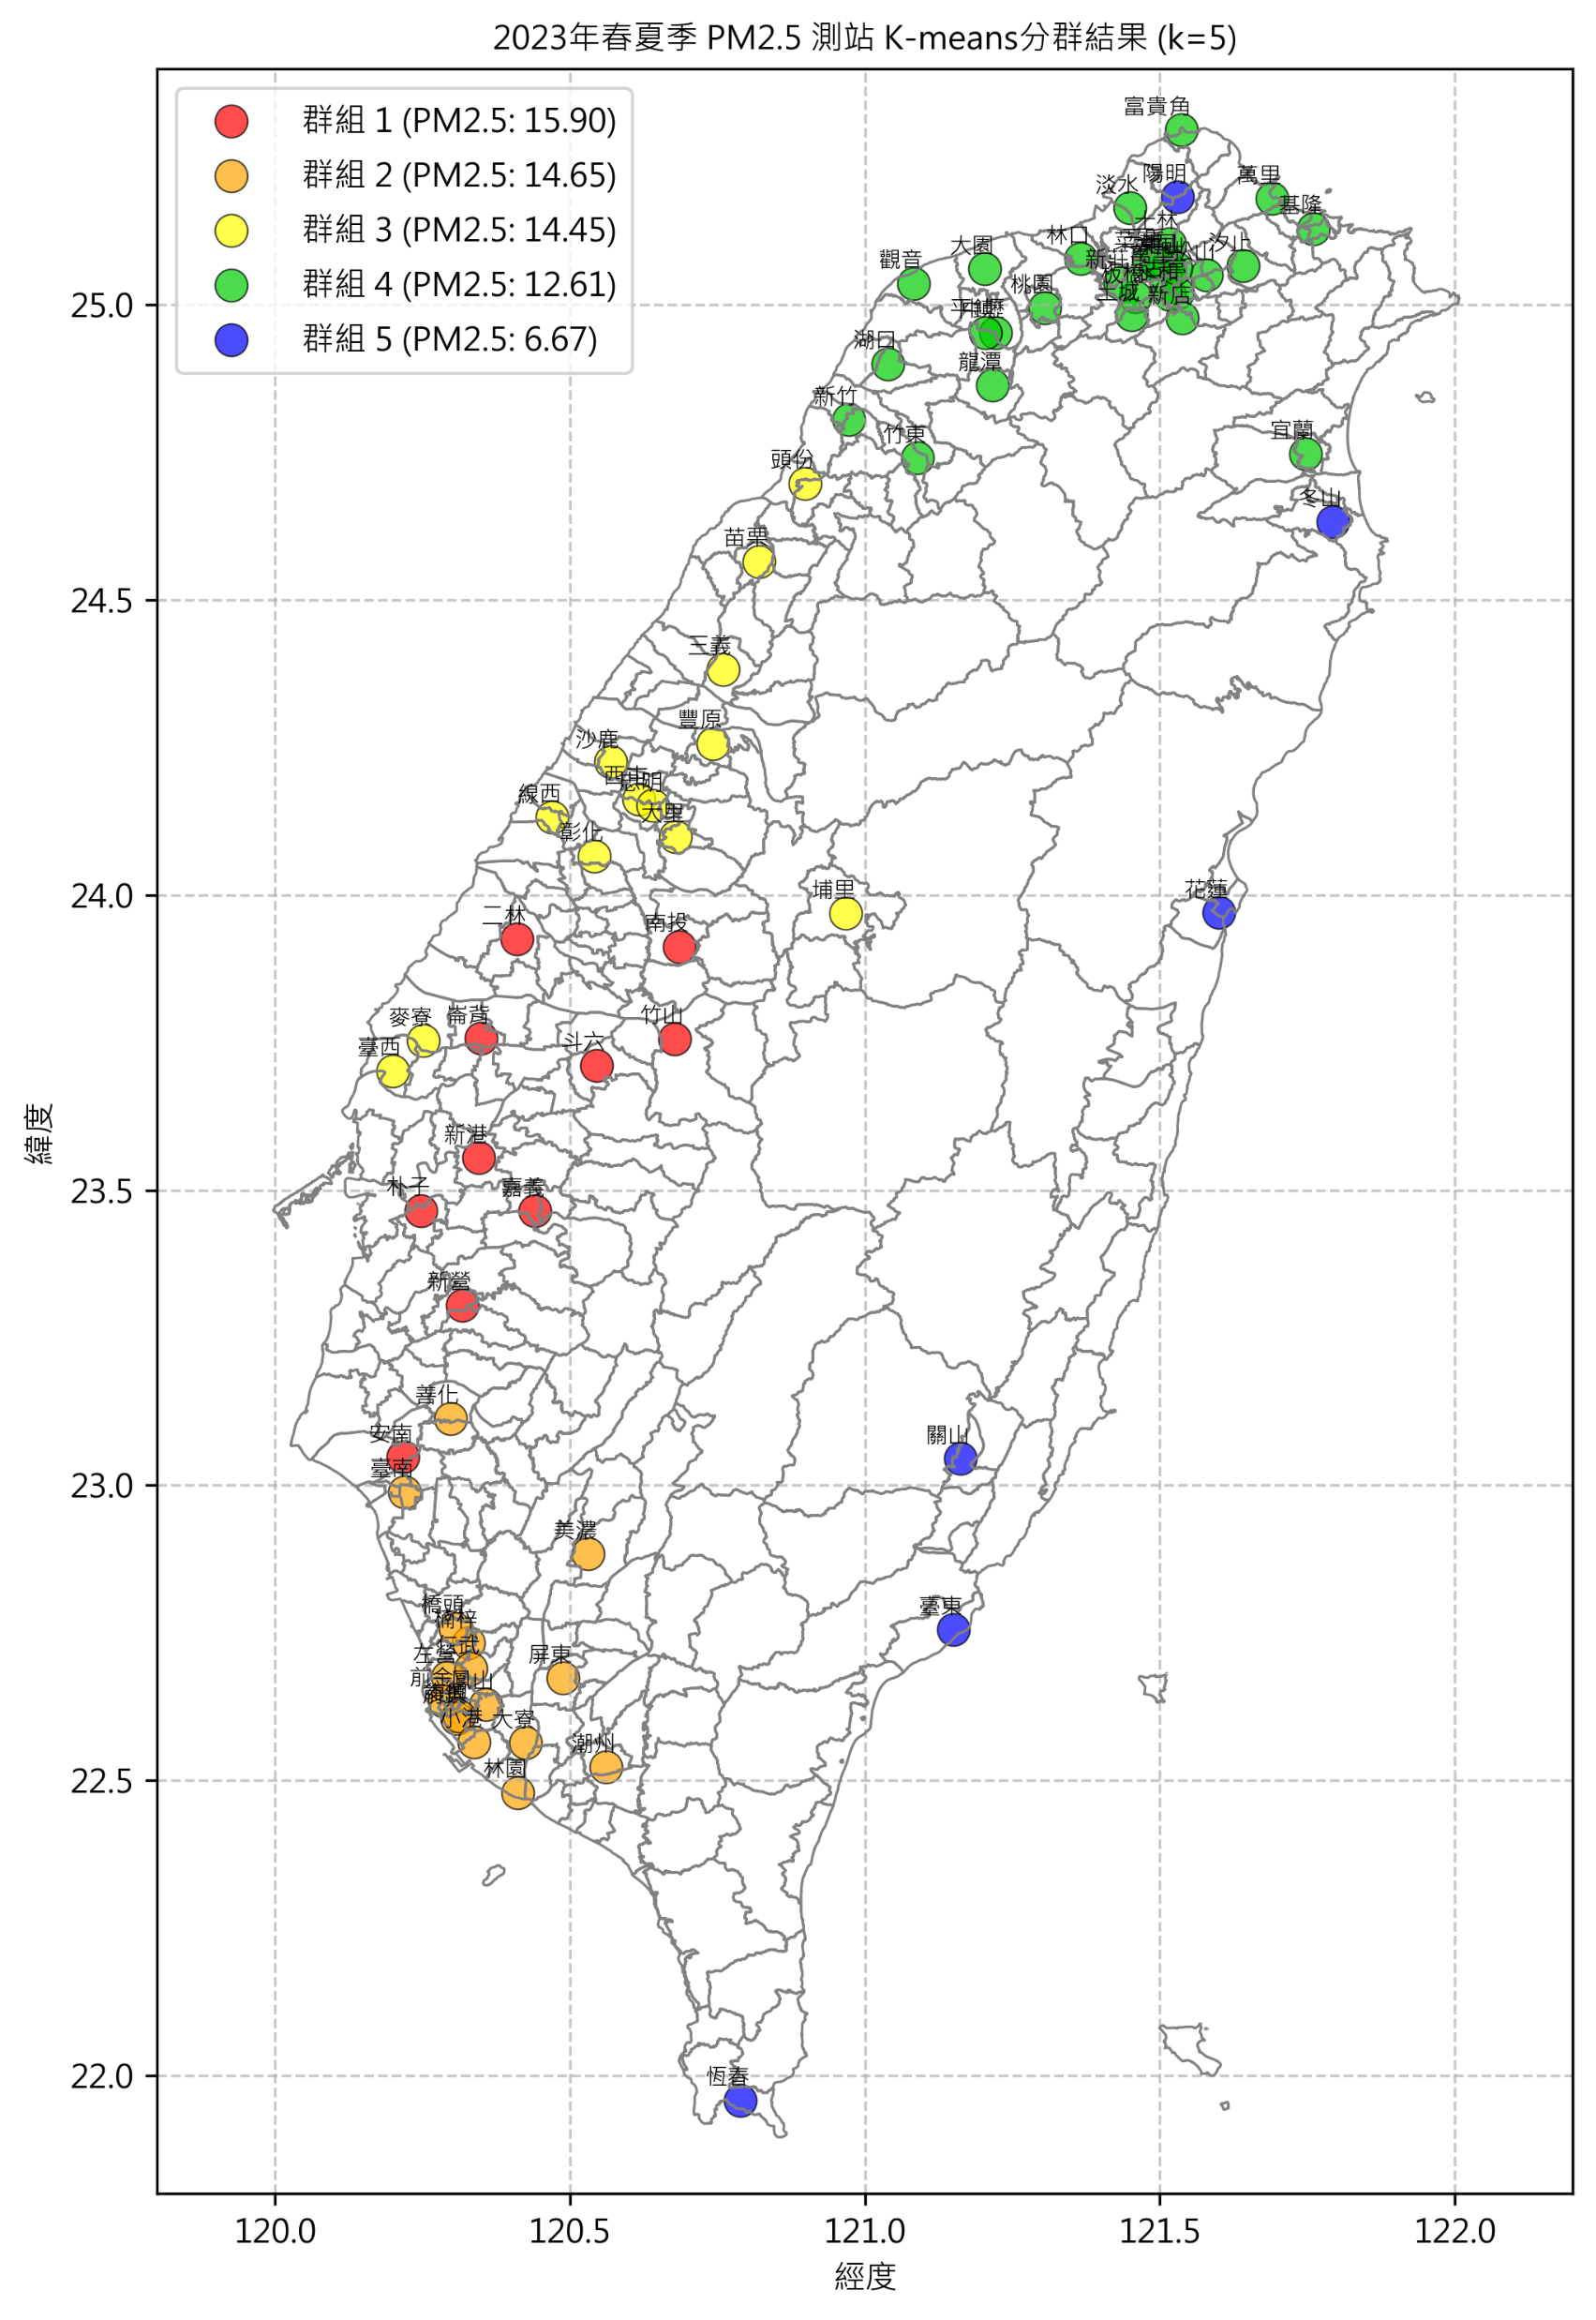 2023年春夏季 PM2.5 測站 K-means分群結果 (k=5)
群組 1 (PM2.5: 15.90)
群組 2 (PM2.5: 14.65)
群組 3 (PM2.5: 14.45)
群組 4 (PM2.5: 12.61)
群組 5 (PM2.5: 6.67)
富貴角
陽明
萬里
淡水
基隆
士林
林口
大園
汐止
觀音
新莊
板橋
桃園
土城
新店
湖口
龍潭
新竹
竹東
宜蘭
頭份
冬山
苗栗
三義
豐原
沙鹿
線西
大里
彰化
埔里
花蓮
二林
南投
麥寮
崙背
竹山
臺西
斗六
新港
朴子
嘉義
新營
善化
安南
臺南
關山
美濃
橋頭
楠梓
臺東
左營
屏東
前金
鳳山
小港
大寮
潮州
林園
恆春
25.0
24.5
24.0
23.5
23.0
22.5
22.0
緯度
120.0
120.5
121.0
121.5
122.0
經度